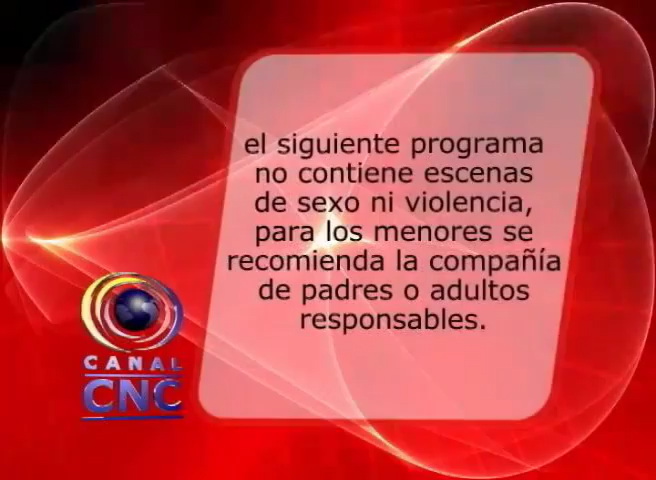 el siguiente programa
no contiene escenas
de sexo ni violencia,
para los menores se
recomienda la compañía
de padres o adultos
responsables.
CANAL
CNC